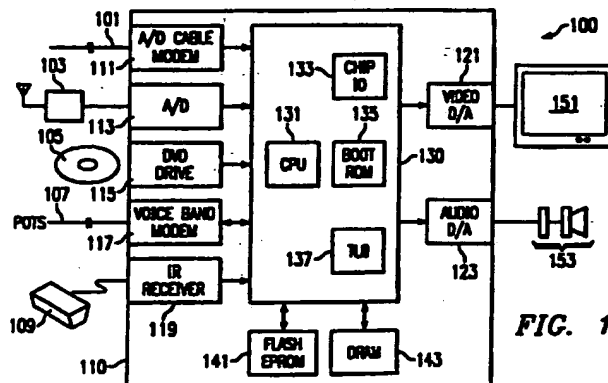 101
A/D CABLE
MODEM
111
100
103
A/D
113
133
CHIP
ID
121
VIDEO
D/A
151
105
DVD
DRIVE
115
131
CPU
135
BOOT
ROM
130
107
POTS
VOICE BAND
MODEM
117
AUDIO
D/A
123
153
137
TLB
IR
RECEIVER
119
109
110
141
FLASH
EPROM
DRAM
143
FIG. 1